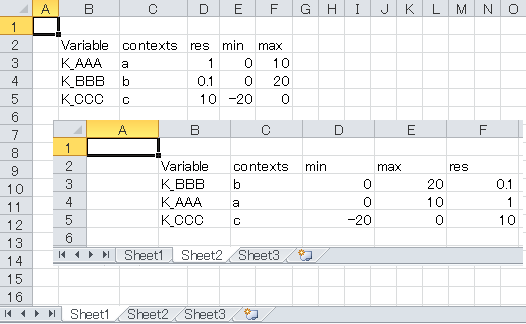 A B C D E F G H I J K L M N O
1
2 Variable contexts res min max
3 K_AAA a 1 0 10
4 K_BBB b 0.1 0 20
5 K_CCC c 10 -20 0
6
7
8
9
10
11
12
13
14
15
16
A B C D E F
1
2 Variable contexts min max res
3 K_BBB b 0 20 0.1
4 K_AAA a 0 10 1
5 K_CCC c -20 0 10
6
Sheet1 Sheet2 Sheet3
Sheet1 Sheet2 Sheet3